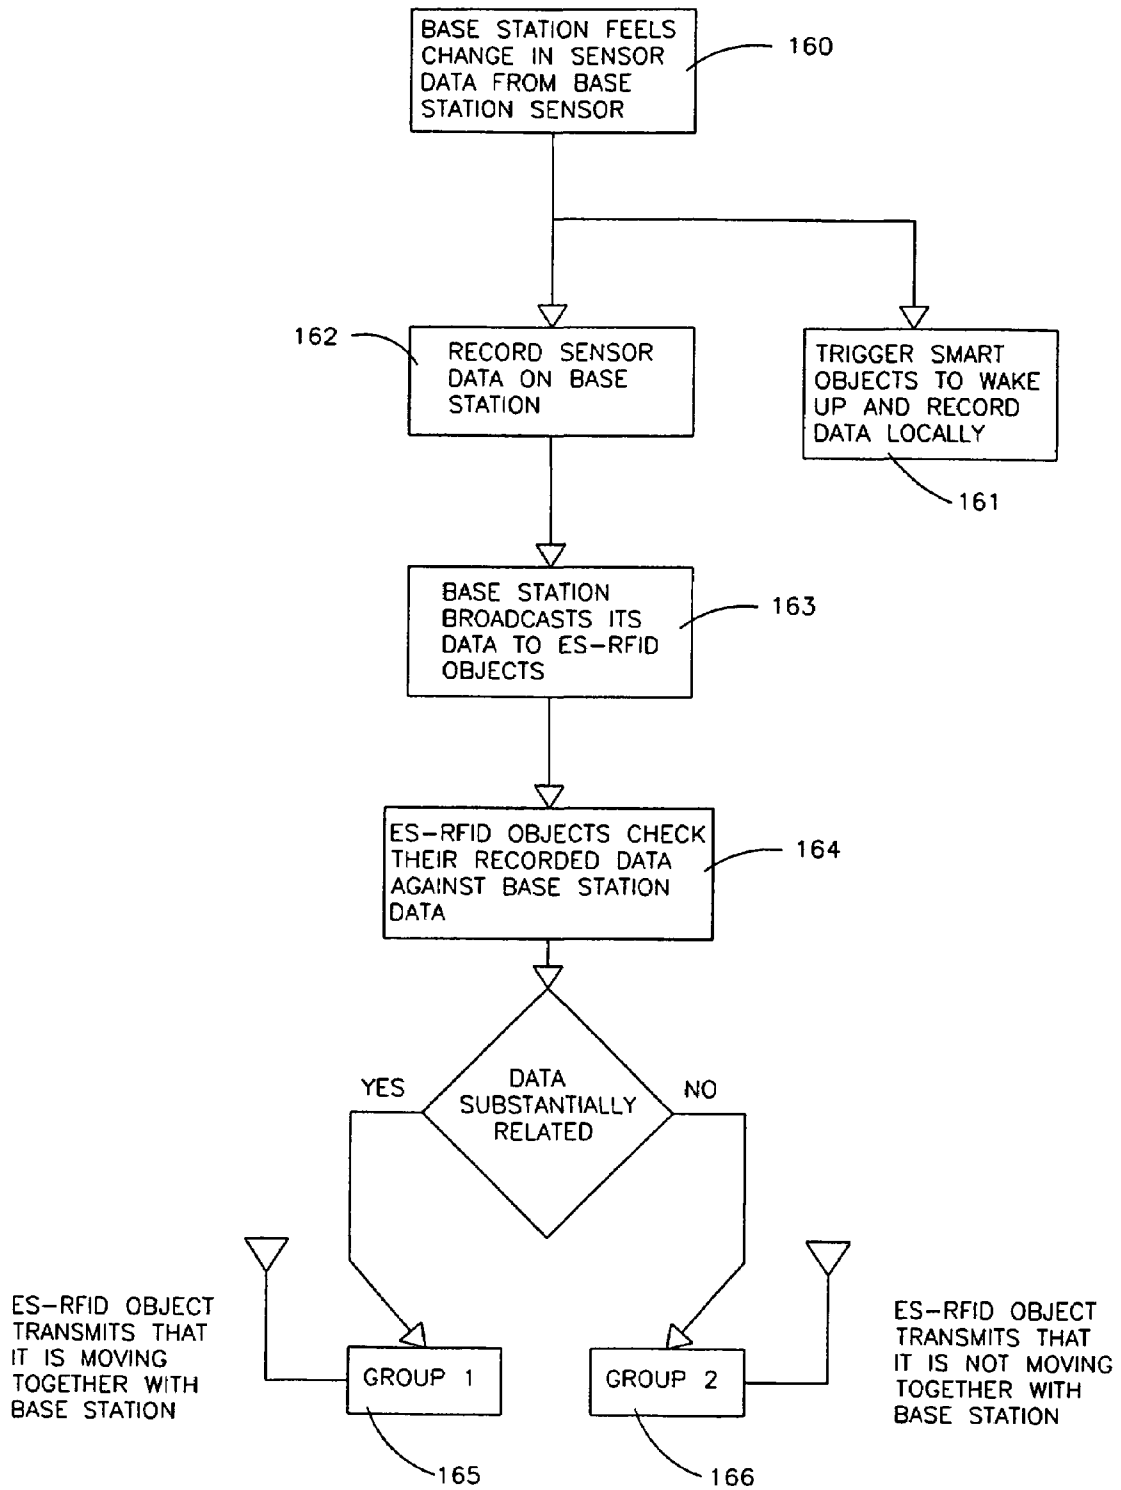 BASE STATION FEELS
CHANGE IN SENSOR
DATA FROM BASE
STATION SENSOR
160
162
RECORD SENSOR
DATA ON BASE
STATION
TRIGGER SMART
OBJECTS TO WAKE
UP AND RECORD
DATA LOCALLY
161
BASE STATION
BROADCASTS ITS
DATA TO ES-RFID
OBJECTS
163
ES-RFID OBJECTS CHECK
THEIR RECORDED DATA
AGAINST BASE STATION
DATA
164
YES
DATA
SUBSTANTIALLY
RELATED
NO
ES-RFID OBJECT
TRANSMITS THAT
IT IS MOVING
TOGETHER WITH
BASE STATION
GROUP 1
GROUP 2
ES-RFID OBJECT
TRANSMITS THAT
IT IS NOT MOVING
TOGETHER WITH
BASE STATION
165
166